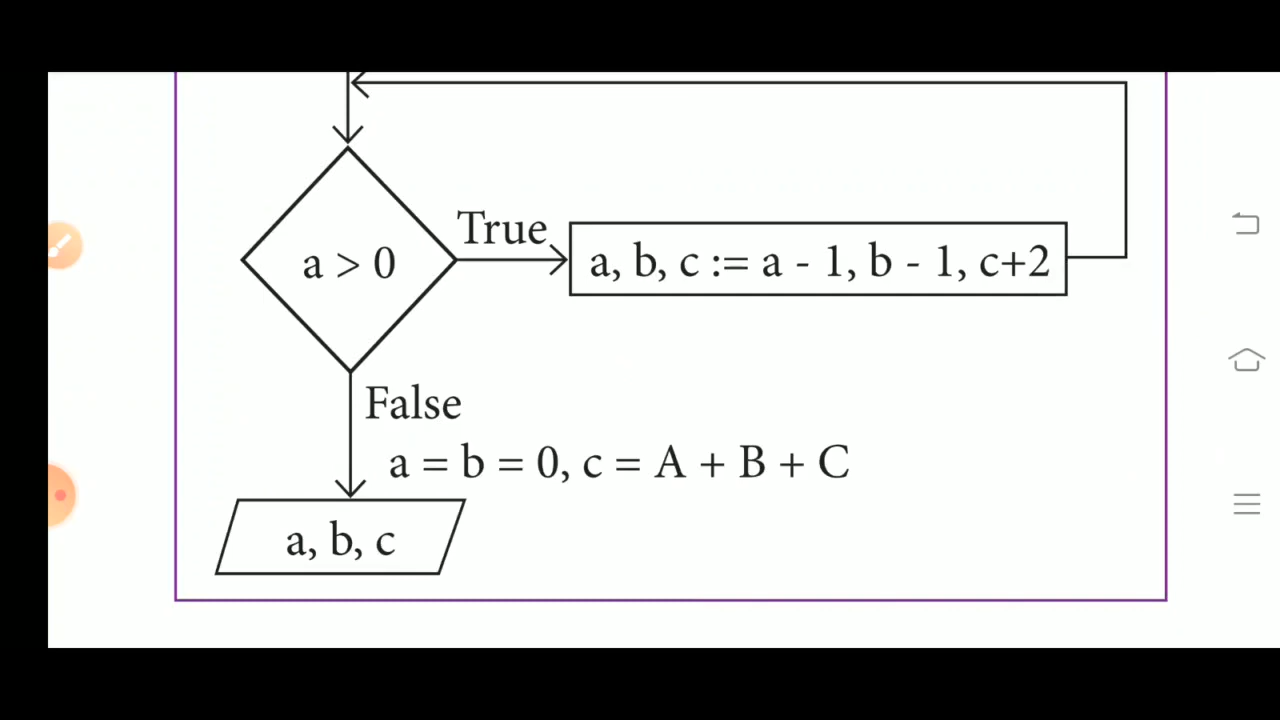 True
a > 0
a, b, c := a - 1, b - 1, c+2
False
a = b = 0, c = A + B + C
a, b, c